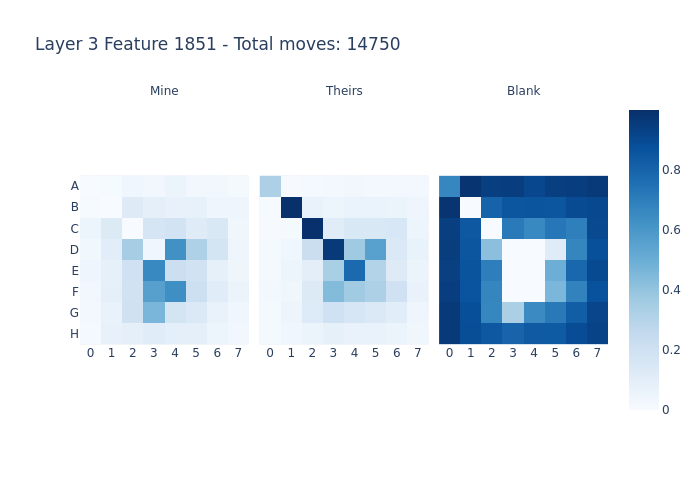 Layer 3 Feature 1851 - Total moves: 14750
Mine Theirs Blank
A
B
C
D
E
F
G
H
0 1 2 3 4 5 6 7 0 1 2 3 4 5 6 7 0 1 2 3 4 5 6 7
0.8
0.6
0.4
0.2
0